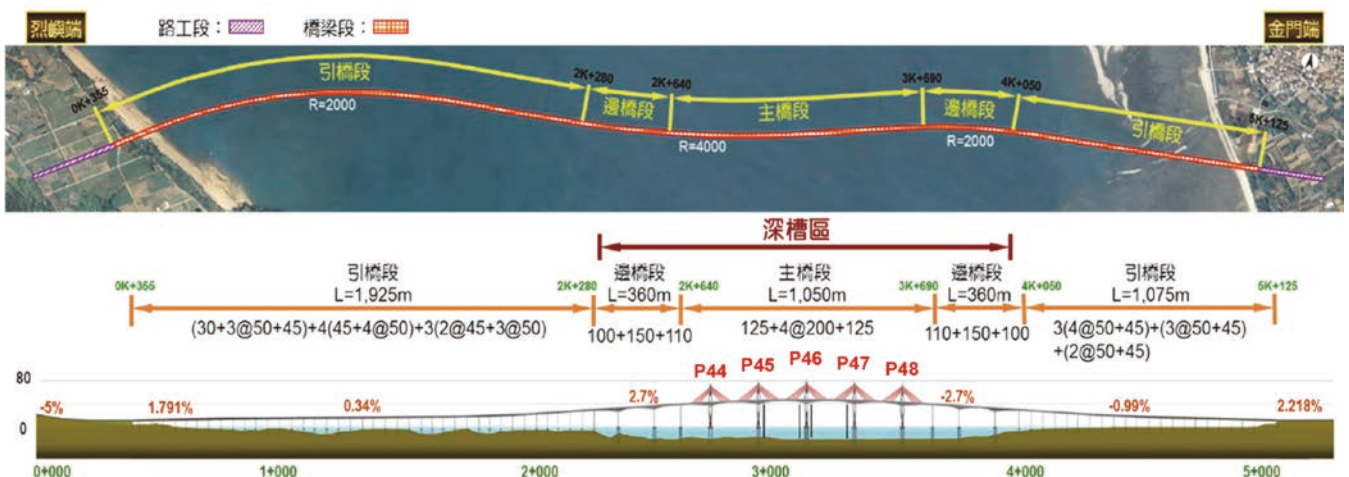 烈嶼端
路工段：
橋梁段：
金門端
0K+355
引橋段
2K+280
2K+640
3K+690
4K+050
5K+125
邊橋段
主橋段
邊橋段
引橋段
R=2000
R=4000
R=2000
深槽區
引橋段
L=1,925m
邊橋段
L=360m
主橋段
L=1,050m
邊橋段
L=360m
引橋段
L=1,075m
0K+355
2K+280
2K+640
3K+690
4K+050
5K+125
(30+3@50+45)+4(45+4@50)+3(2@45+3@50)
100+150+110
125+4@200+125
110+150+100
3(4@50+45)+(3@50+45)
+(2@50+45)
P44
P45
P46
P47
P48
80
0
-5%
1.791%
0.34%
2.7%
-2.7%
-0.99%
2.218%
0+000
1+000
2+000
3+000
4+000
5+000